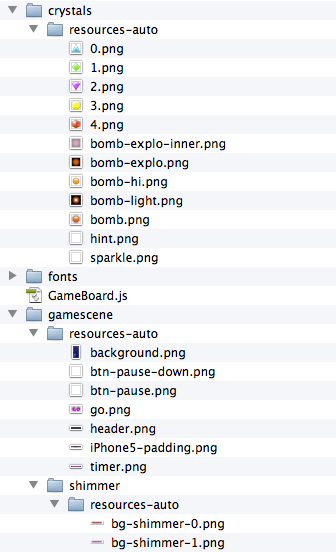 crystals
resources-auto
0.png
1.png
2.png
3.png
4.png
bomb-explo-inner.png
bomb-explo.png
bomb-hi.png
bomb-light.png
bomb.png
hint.png
sparkle.png
fonts
GameBoard.js
gamescene
resources-auto
background.png
btn-pause-down.png
btn-pause.png
go.png
header.png
iPhone5-padding.png
timer.png
shimmer
resources-auto
bg-shimmer-0.png
bg-shimmer-1.png